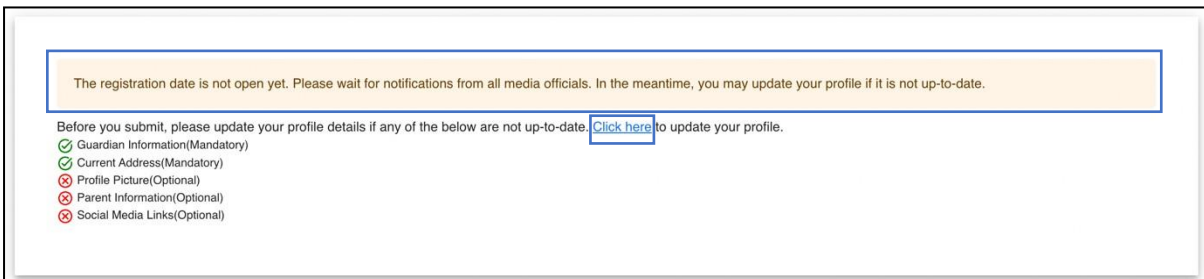 The registration date is not open yet. Please wait for notifications from all media officials. In the meantime, you may update your profile if it is not up-to-date.
Before you submit, please update your profile details if any of the below are not up-to-date. Click here to update your profile.
Guardian Information(Mandatory)
Current Address(Mandatory)
Profile Picture(Optional)
Parent Information(Optional)
Social Media Links(Optional)